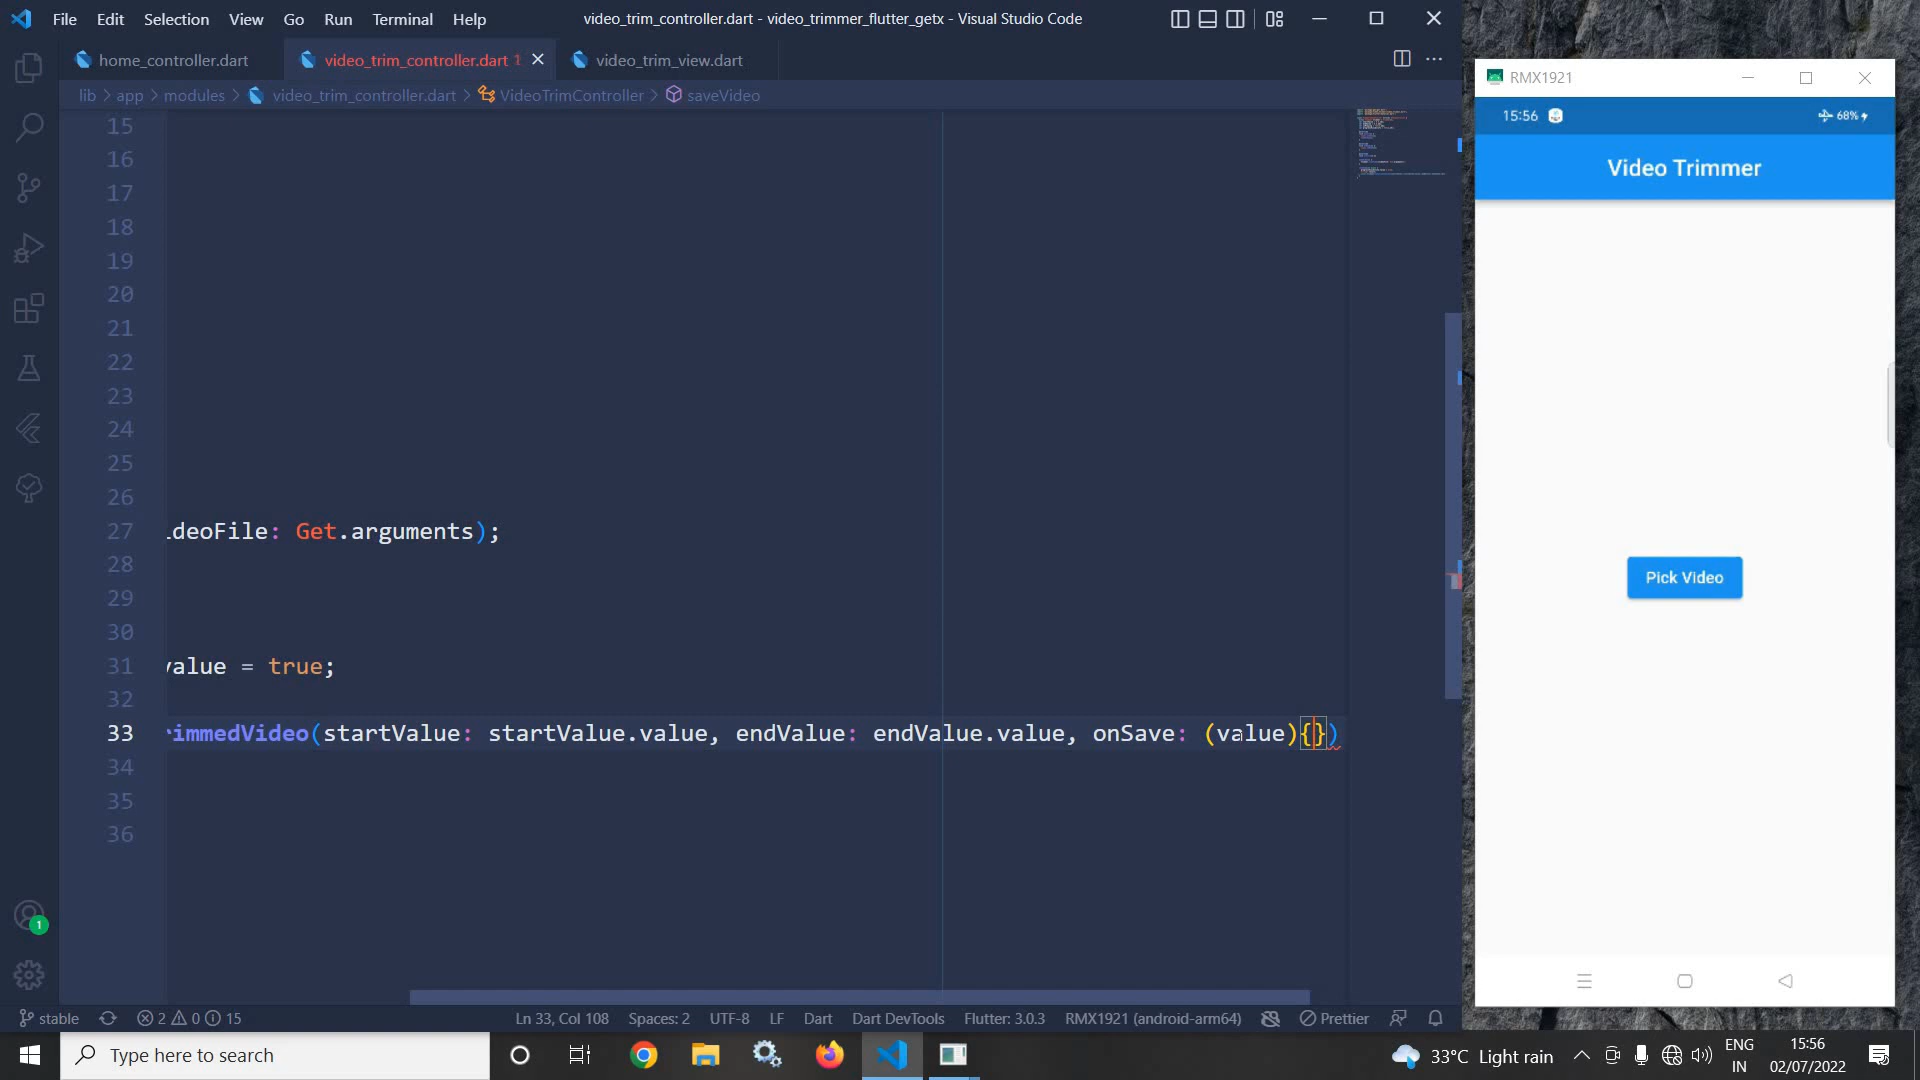 File Edit Selection View Go Run Terminal Help
video_trim_controller.dart - video_trimmer_flutter_getx - Visual Studio Code
home_controller.dart
video_trim_controller.dart 1
video_trim_view.dart
lib > app > modules > video_trim_controller.dart > VideoTrimController > saveVideo
15
16
17
18
19
20
21
22
23
24
25
26
27 ideoFile: Get.arguments);
28
29
30
31 value = true;
32
33 rimmedVideo(startValue: startValue.value, endValue: endValue.value, onSave: (value){})
34
35
36
1
stable
2 0 15
Ln 33, Col 108 Spaces: 2 UTF-8 LF Dart Dart DevTools Flutter: 3.0.3 RMX1921 (android-arm64) Prettier
RMX1921
15:56 68%
Video Trimmer
Pick Video
Type here to search
33°C Light rain
ENG
IN
15:56
02/07/2022